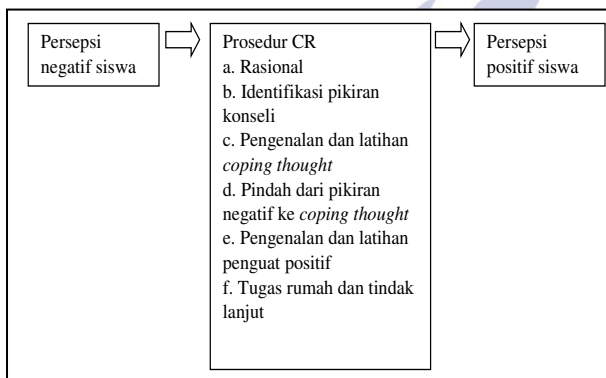 Persepsi
negatif siswa
Prosedur CR
a. Rasional
b. Identifikasi pikiran
konseli
c. Pengenalan dan latihan
coping thought
d. Pindah dari pikiran
negatif ke coping thought
e. Pengenalan dan latihan
penguat positif
f. Tugas rumah dan tindak
lanjut
Persepsi
positif siswa